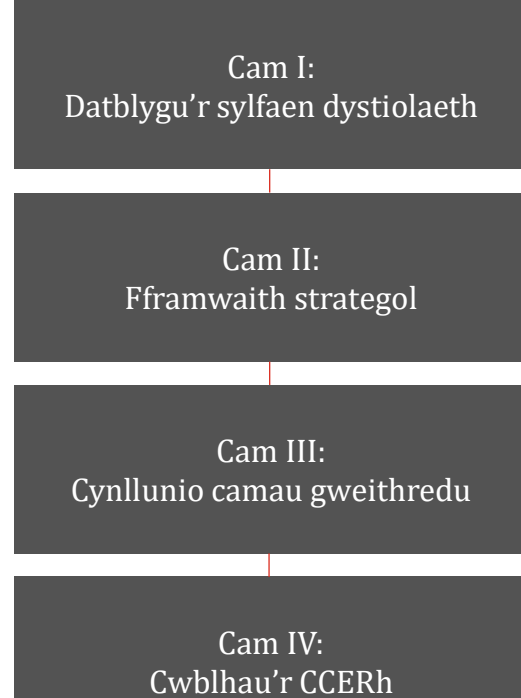 Cam I:
Datblygu’r sylfaen dystiolaeth
Cam II:
Fframwaith strategol
Cam III:
Cynllunio camau gweithredu
Cam IV:
Cwblhau'r CCERh